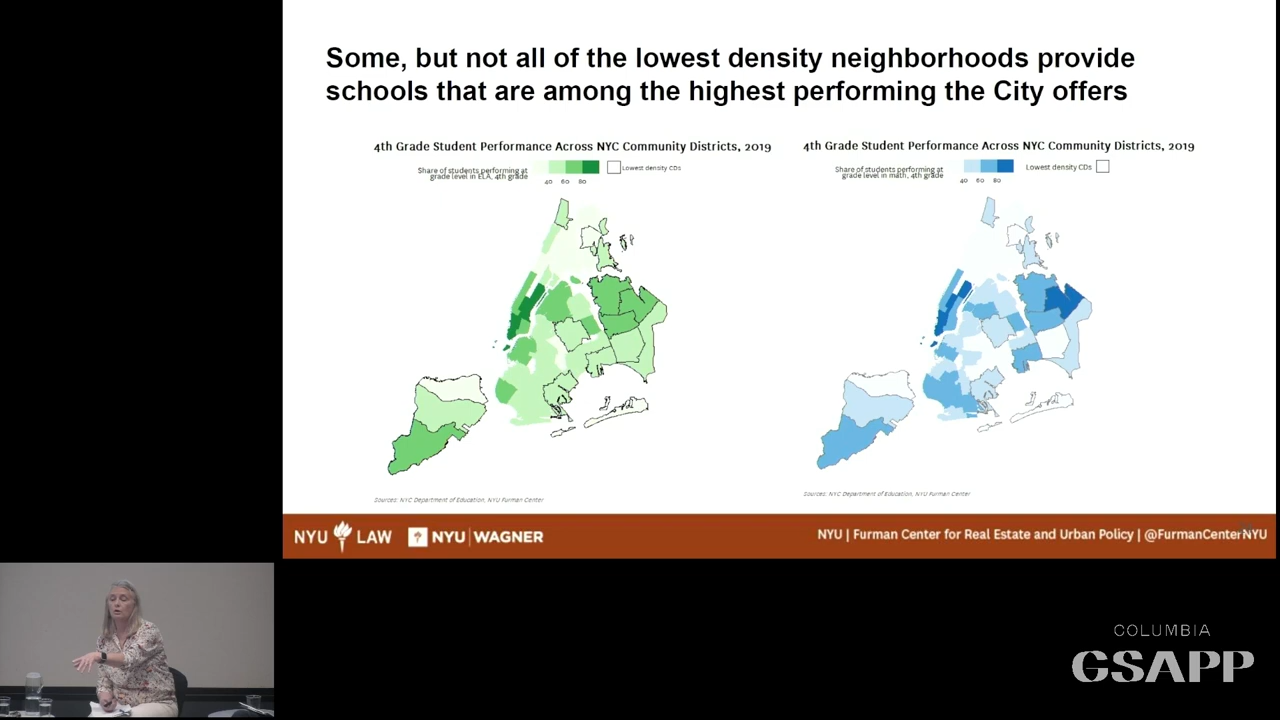 Some, but not all of the lowest density neighborhoods provide
schools that are among the highest performing the City offers
4th Grade Student Performance Across NYC Community Districts, 2019
Share of students performing at
grade level in ELA, 4th grade
40 60 80
Lowest density CDs
4th Grade Student Performance Across NYC Community Districts, 2019
Share of students performing at
grade level in math, 4th grade
40 60 80
Lowest density CDs
Sources: NYC Department of Education, NYU Furman Center
Sources: NYC Department of Education, NYU Furman Center
NYU LAW
NYU | WAGNER
NYU | Furman Center for Real Estate and Urban Policy | @FurmanCenterNYU
COLUMBIA
GSAPP